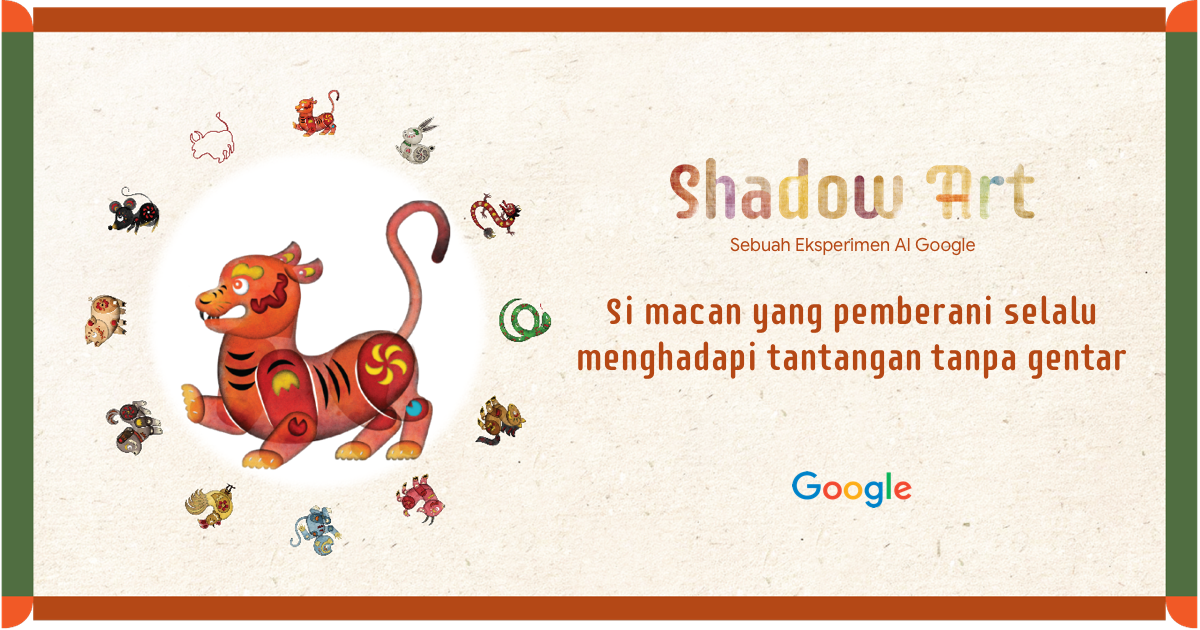 Shadow Art
Sebuah Eksperimen AI Google
Si macan yang pemberani selalu
menghadapi tantangan tanpa gentar
Google